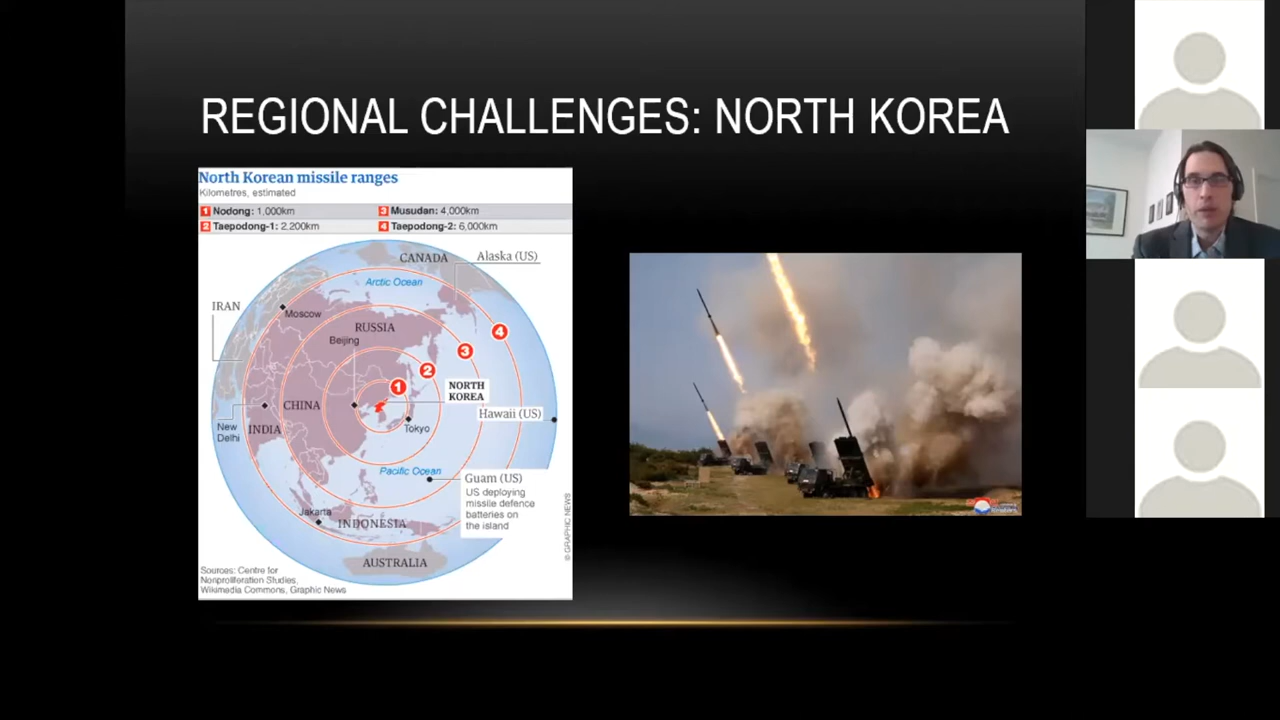 REGIONAL CHALLENGES: NORTH KOREA
North Korean missile ranges
Kilometres, estimated
1 Nodong: 1,000km
3 Musudan: 4,000km
2 Taepodong-1: 2,200km
4 Taepodong-2: 6,000km
CANADA
Alaska (US)
Arctic Ocean
IRAN
Moscow
RUSSIA
Beijing
4
3
2
1
NORTH
KOREA
CHINA
Hawaii (US)
New
Delhi
INDIA
Tokyo
Pacific Ocean
Guam (US)
US deploying
missile defence
batteries on
the island
Jakarta
INDONESIA
AUSTRALIA
© GRAPHIC NEWS
Sources: Centre for
Nonproliferation Studies,
Wikimedia Commons, Graphic News